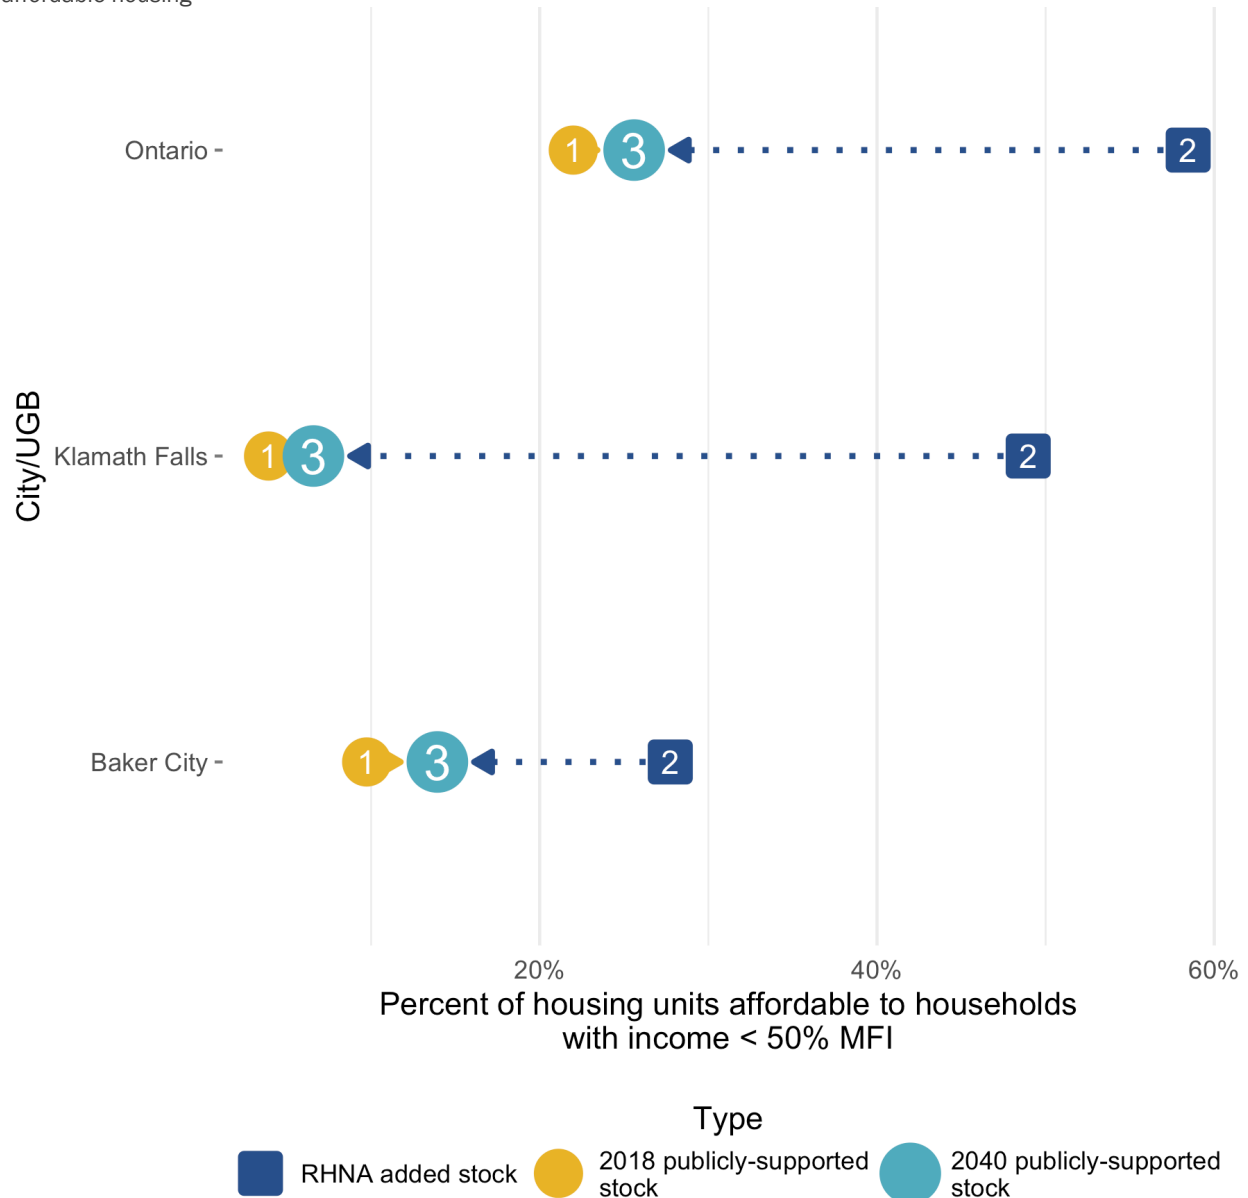 affordable housing
Ontario
1
3
2
City/UGB
Klamath Falls
1
3
2
Baker City
1
3
2
20%
40%
60%
Percent of housing units affordable to households
with income < 50% MFI
Type
RHNA added stock
2018 publicly-supported
stock
2040 publicly-supported
stock